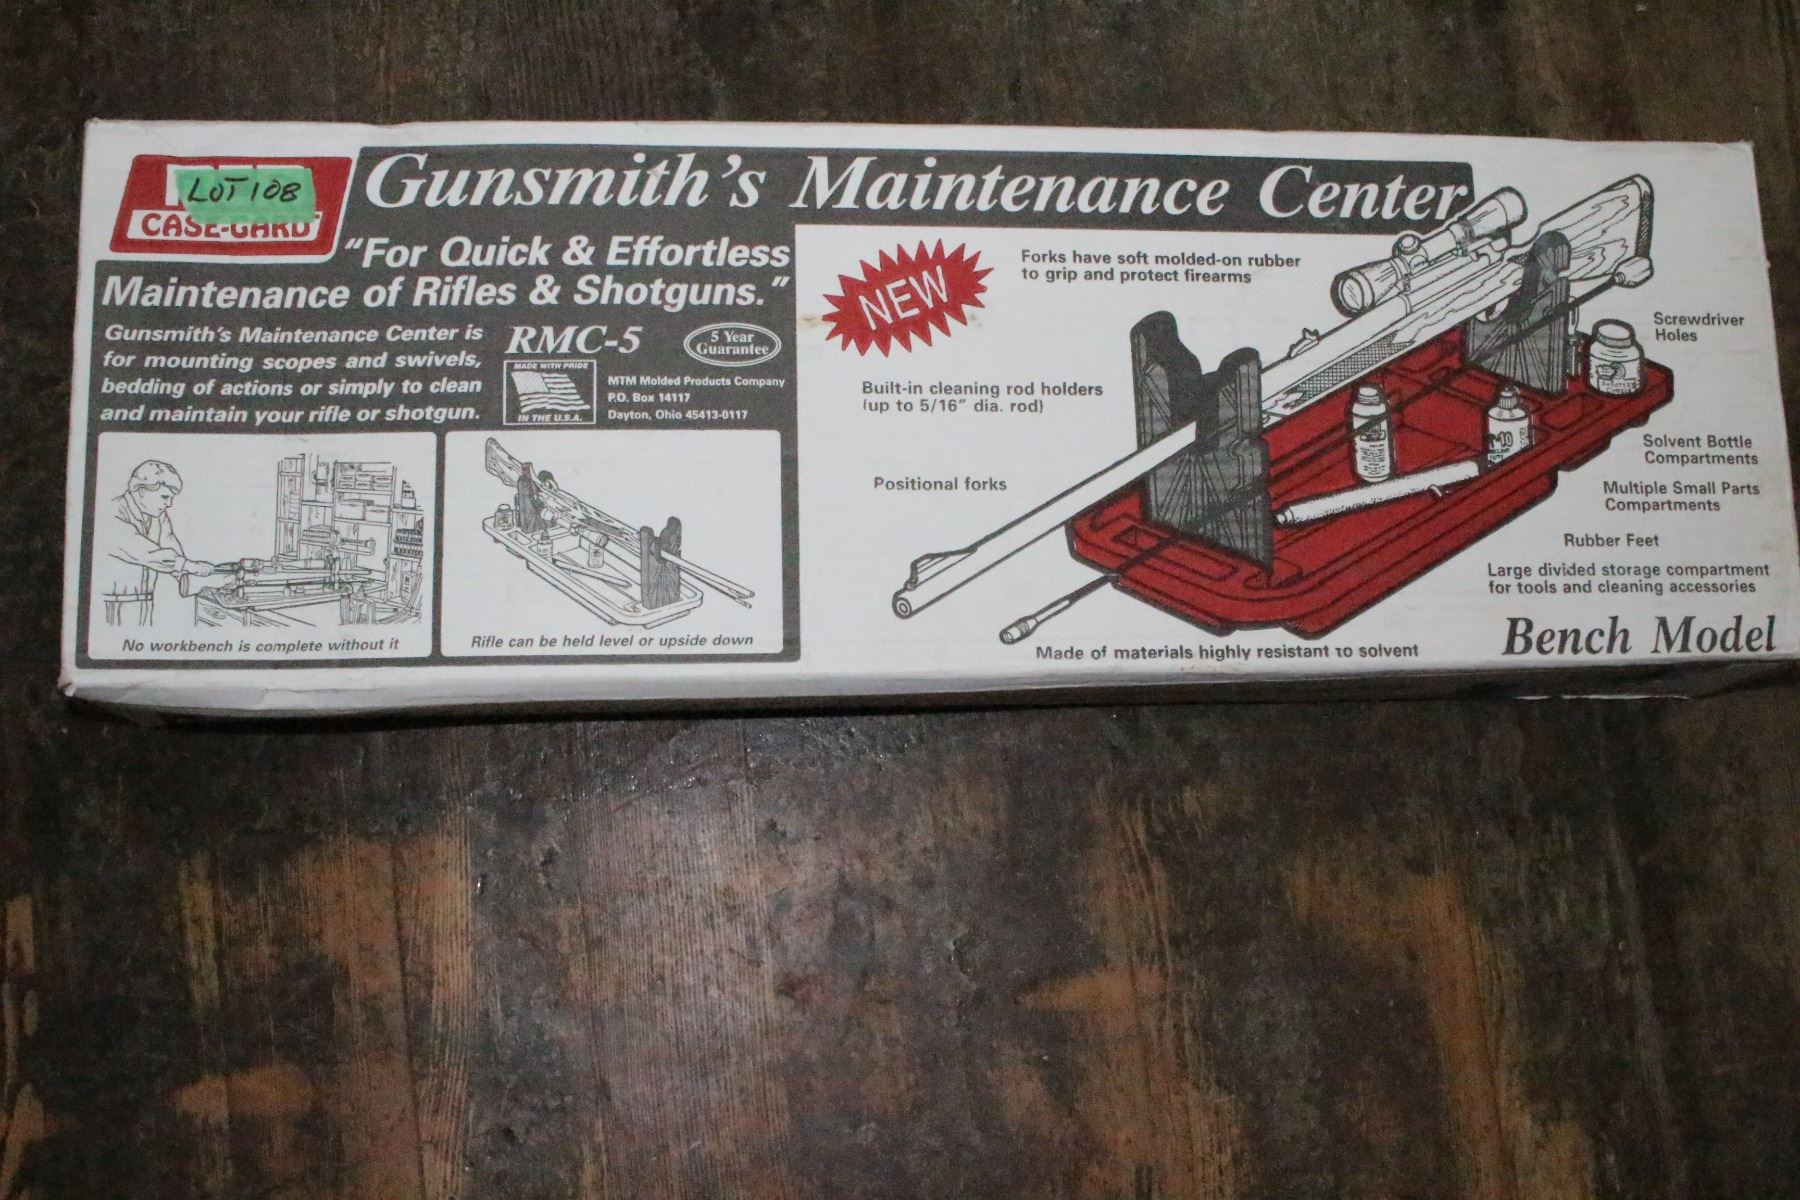 LOT 108
CASE-GARD
Gunsmith's Maintenance Center
"For Quick & Effortless
Maintenance of Rifles & Shotguns."
Gunsmith's Maintenance Center is
for mounting scopes and swivels,
bedding of actions or simply to clean
and maintain your rifle or shotgun.
RMC-5
5 Year
Guarantee
MADE WITH PRIDE
IN THE U.S.A.
MTM Molded Products Company
P.O. Box 14117
Dayton, Ohio 45413-0117
No workbench is complete without it
Rifle can be held level or upside down
NEW
Forks have soft molded-on rubber
to grip and protect firearms
Built-in cleaning rod holders
(up to 5/16" dia. rod)
Positional forks
Screwdriver
Holes
Solvent Bottle
Compartments
Multiple Small Parts
Compartments
Rubber Feet
Large divided storage compartment
for tools and cleaning accessories
Made of materials highly resistant to solvent
Bench Model